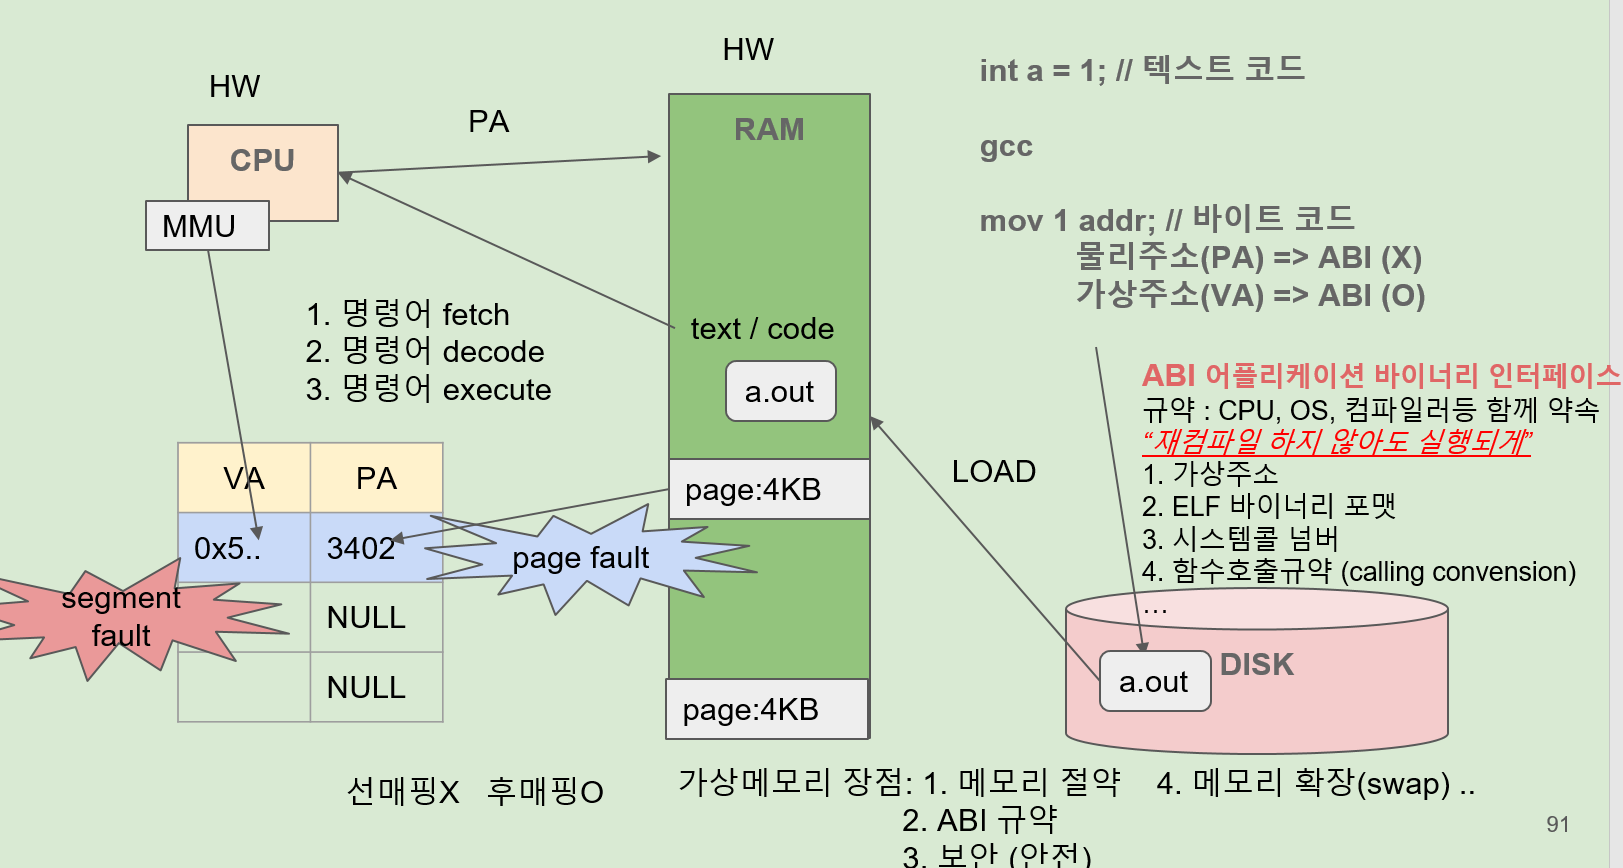 HW
HW
int a = 1; // 텍스트 코드
PA
RAM
CPU
gcc
MMU
mov 1 addr; // 바이트 코드
물리주소(PA) => ABI (X)
가상주소(VA) => ABI (O)
1. 명령어 fetch
2. 명령어 decode
3. 명령어 execute
text / code
a.out
ABI 어플리케이션 바이너리 인터페이스
규약 : CPU, OS, 컴파일러등 함께 약속
“재컴파일 하지 않아도 실행되게”
1. 가상주소
2. ELF 바이너리 포맷
3. 시스템콜 넘버
4. 함수호출규약 (calling convension)
...
LOAD
VA PA
0x5.. 3402
NULL
NULL
page:4KB
page fault
segment
fault
page:4KB
a.out
DISK
선매핑X 후매핑O
가상메모리 장점: 1. 메모리 절약 4. 메모리 확장(swap) ..
2. ABI 규약
3. 보안 (안전)
91